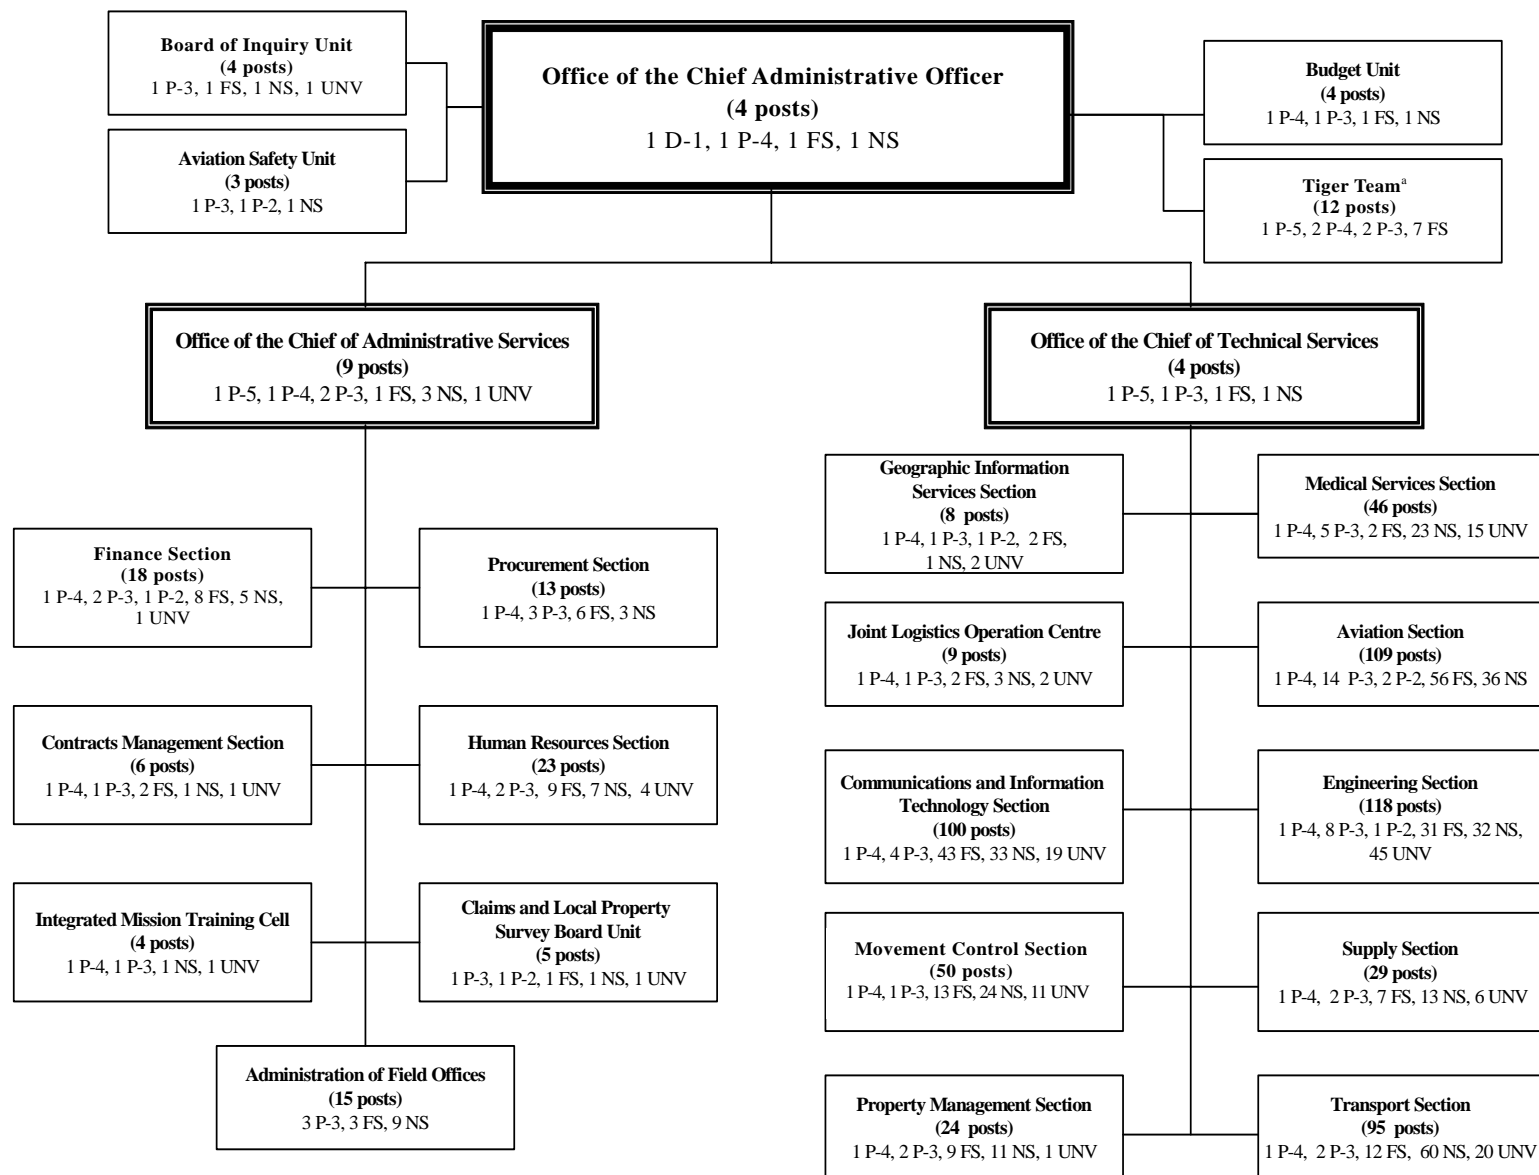 Board of Inquiry Unit
(4 posts)
1 P-3, 1 FS, 1 NS, 1 UNV
Office of the Chief Administrative Officer
(4 posts)
1 D-1, 1 P-4, 1 FS, 1 NS
Budget Unit
(4 posts)
1 P-4, 1 P-3, 1 FS, 1 NS
Aviation Safety Unit
(3 posts)
1 P-3, 1 P-2, 1 NS
Tiger Teamª
(12 posts)
1 P-5, 2 P-4, 2 P-3, 7 FS
Office of the Chief of Administrative Services
(9 posts)
1 P-5, 1 P-4, 2 P-3, 1 FS, 3 NS, 1 UNV
Office of the Chief of Technical Services
(4 posts)
1 P-5, 1 P-3, 1 FS, 1 NS
Finance Section
(18 posts)
1 P-4, 2 P-3, 1 P-2, 8 FS, 5 NS,
1 UNV
Procurement Section
(13 posts)
1 P-4, 3 P-3, 6 FS, 3 NS
Contracts Management Section
(6 posts)
1 P-4, 1 P-3, 2 FS, 1 NS, 1 UNV
Human Resources Section
(23 posts)
1 P-4, 2 P-3, 9 FS, 7 NS, 4 UNV
Integrated Mission Training Cell
(4 posts)
1 P-4, 1 P-3, 1 NS, 1 UNV
Claims and Local Property
Survey Board Unit
(5 posts)
1 P-3, 1 P-2, 1 FS, 1 NS, 1 UNV
Administration of Field Offices
(15 posts)
3 P-3, 3 FS, 9 NS
Geographic Information
Services Section
(8 posts)
1 P-4, 1 P-3, 1 P-2, 2 FS,
1 NS, 2 UNV
Medical Services Section
(46 posts)
1 P-4, 5 P-3, 2 FS, 23 NS, 15 UNV
Joint Logistics Operation Centre
(9 posts)
1 P-4, 1 P-3, 2 FS, 3 NS, 2 UNV
Aviation Section
(109 posts)
1 P-4, 14 P-3, 2 P-2, 56 FS, 36 NS
Communications and Information
Technology Section
(100 posts)
1 P-4, 4 P-3, 43 FS, 33 NS, 19 UNV
Engineering Section
(118 posts)
1 P-4, 8 P-3, 1 P-2, 31 FS, 32 NS,
45 UNV
Movement Control Section
(50 posts)
1 P-4, 1 P-3, 13 FS, 24 NS, 11 UNV
Supply Section
(29 posts)
1 P-4, 2 P-3, 7 FS, 13 NS, 6 UNV
Property Management Section
(24 posts)
1 P-4, 2 P-3, 9 FS, 11 NS, 1 UNV
Transport Section
(95 posts)
1 P-4, 2 P-3, 12 FS, 60 NS, 20 UNV